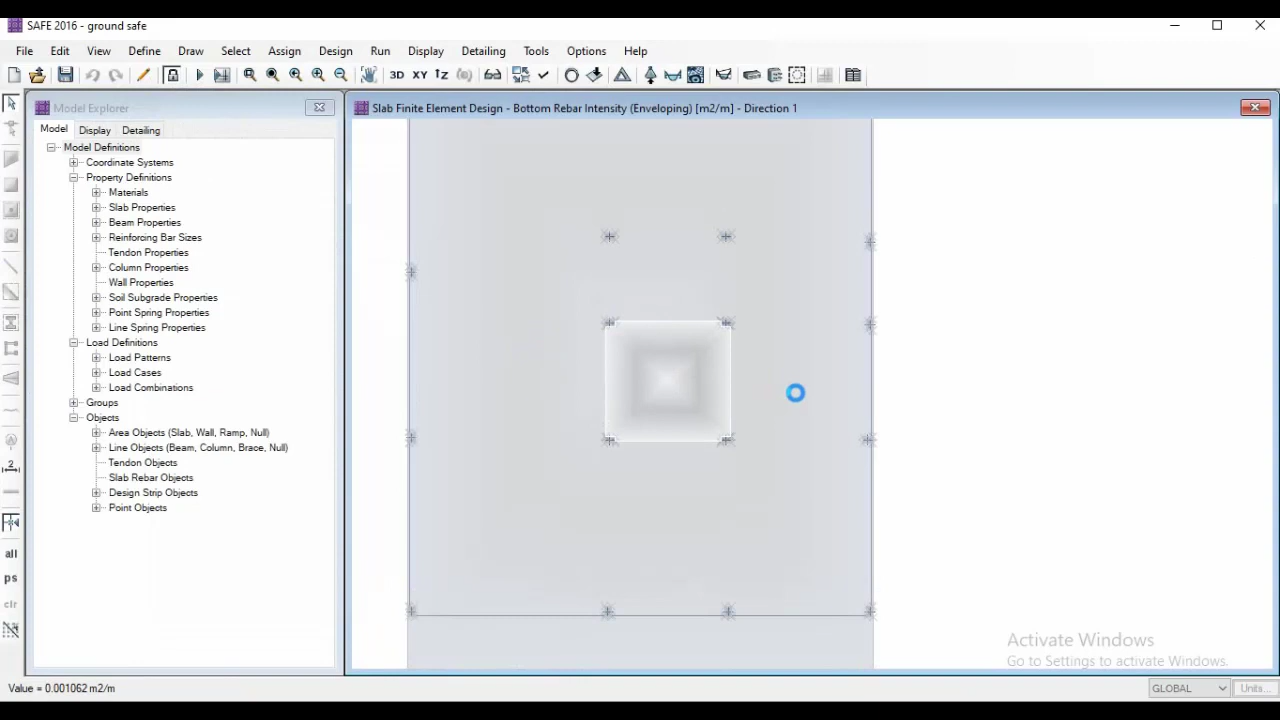 SAFE 2016 - ground safe
File Edit View Define Draw Select Assign Design Run Display Detailing Tools Options Help
3D XY
Model Explorer
Slab Finite Element Design - Bottom Rebar Intensity (Enveloping) [m2/m] - Direction 1
Model Display Detailing
Model Definitions
Coordinate Systems
Property Definitions
Materials
Slab Properties
Beam Properties
Reinforcing Bar Sizes
Tendon Properties
Column Properties
Wall Properties
Soil Subgrade Properties
Point Spring Properties
Line Spring Properties
Load Definitions
Load Patterns
Load Cases
Load Combinations
Groups
Objects
Area Objects (Slab, Wall, Ramp, Null)
Line Objects (Beam, Column, Brace, Null)
Tendon Objects
Slab Rebar Objects
Design Strip Objects
Point Objects
2
all
ps
clr
Activate Windows
Go to Settings to activate Windows.
Value = 0.001062 m2/m
GLOBAL
Units...